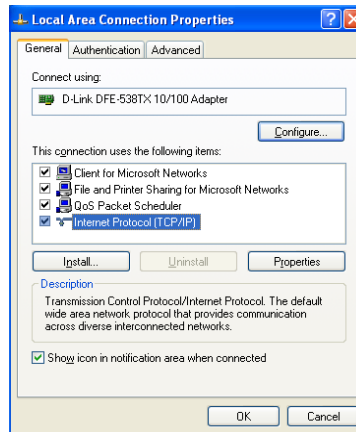 Local Area Connection Properties
General Authentication Advanced
Connect using:
D-Link DFE-538TX 10/100 Adapter
Configure...
This connection uses the following items:
Client for Microsoft Networks
File and Printer Sharing for Microsoft Networks
QoS Packet Scheduler
Internet Protocol (TCP/IP)
Install... Uninstall Properties
Description
Transmission Control Protocol/Internet Protocol. The default
wide area network protocol that provides communication
across diverse interconnected networks.
Show icon in notification area when connected
OK Cancel